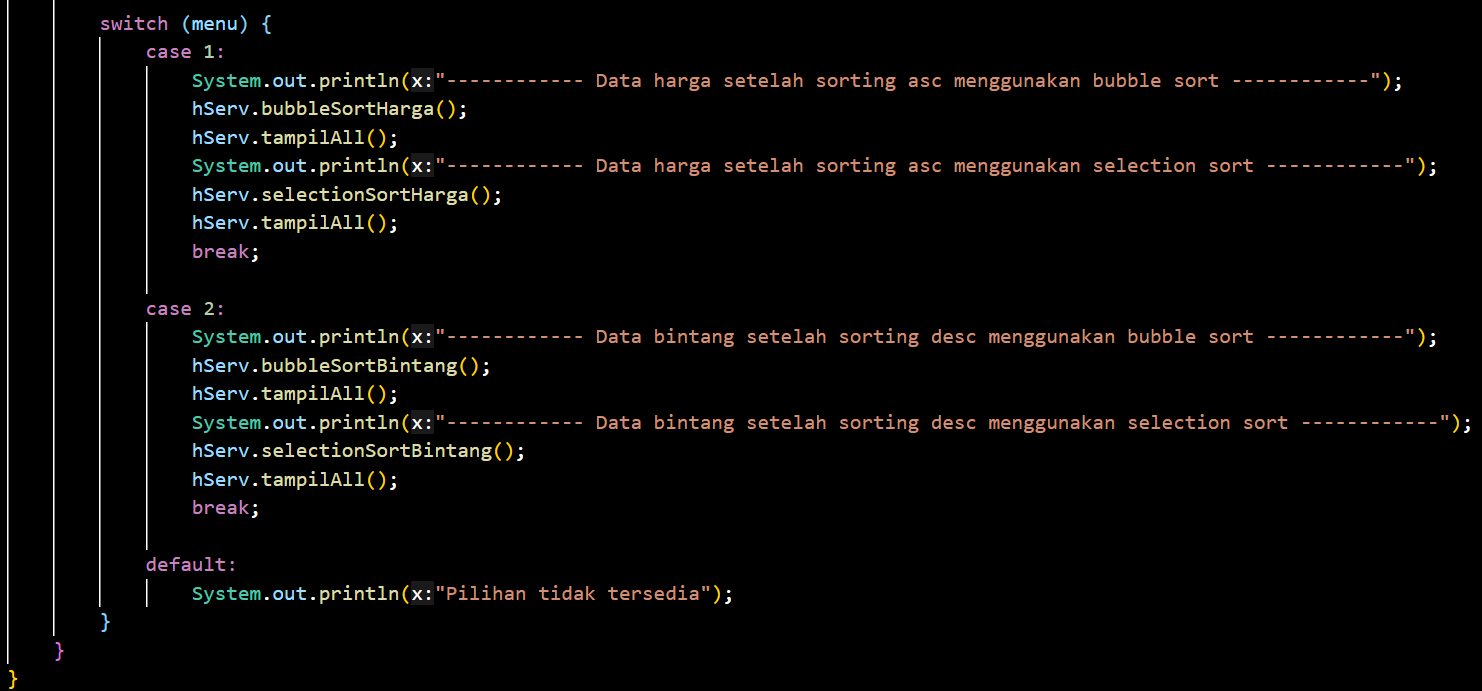 switch (menu) {
case 1:
System.out.println(x:"------------ Data harga setelah sorting asc menggunakan bubble sort ------------");
hServ.bubbleSortHarga();
hServ.tampilAll();
System.out.println(x:"------------ Data harga setelah sorting asc menggunakan selection sort ------------");
hServ.selectionSortHarga();
hServ.tampilAll();
break;
case 2:
System.out.println(x:"------------ Data bintang setelah sorting desc menggunakan bubble sort ------------");
hServ.bubbleSortBintang();
hServ.tampilAll();
System.out.println(x:"------------ Data bintang setelah sorting desc menggunakan selection sort ------------");
hServ.selectionSortBintang();
hServ.tampilAll();
break;
default:
System.out.println(x:"Pilihan tidak tersedia");
}
}
}